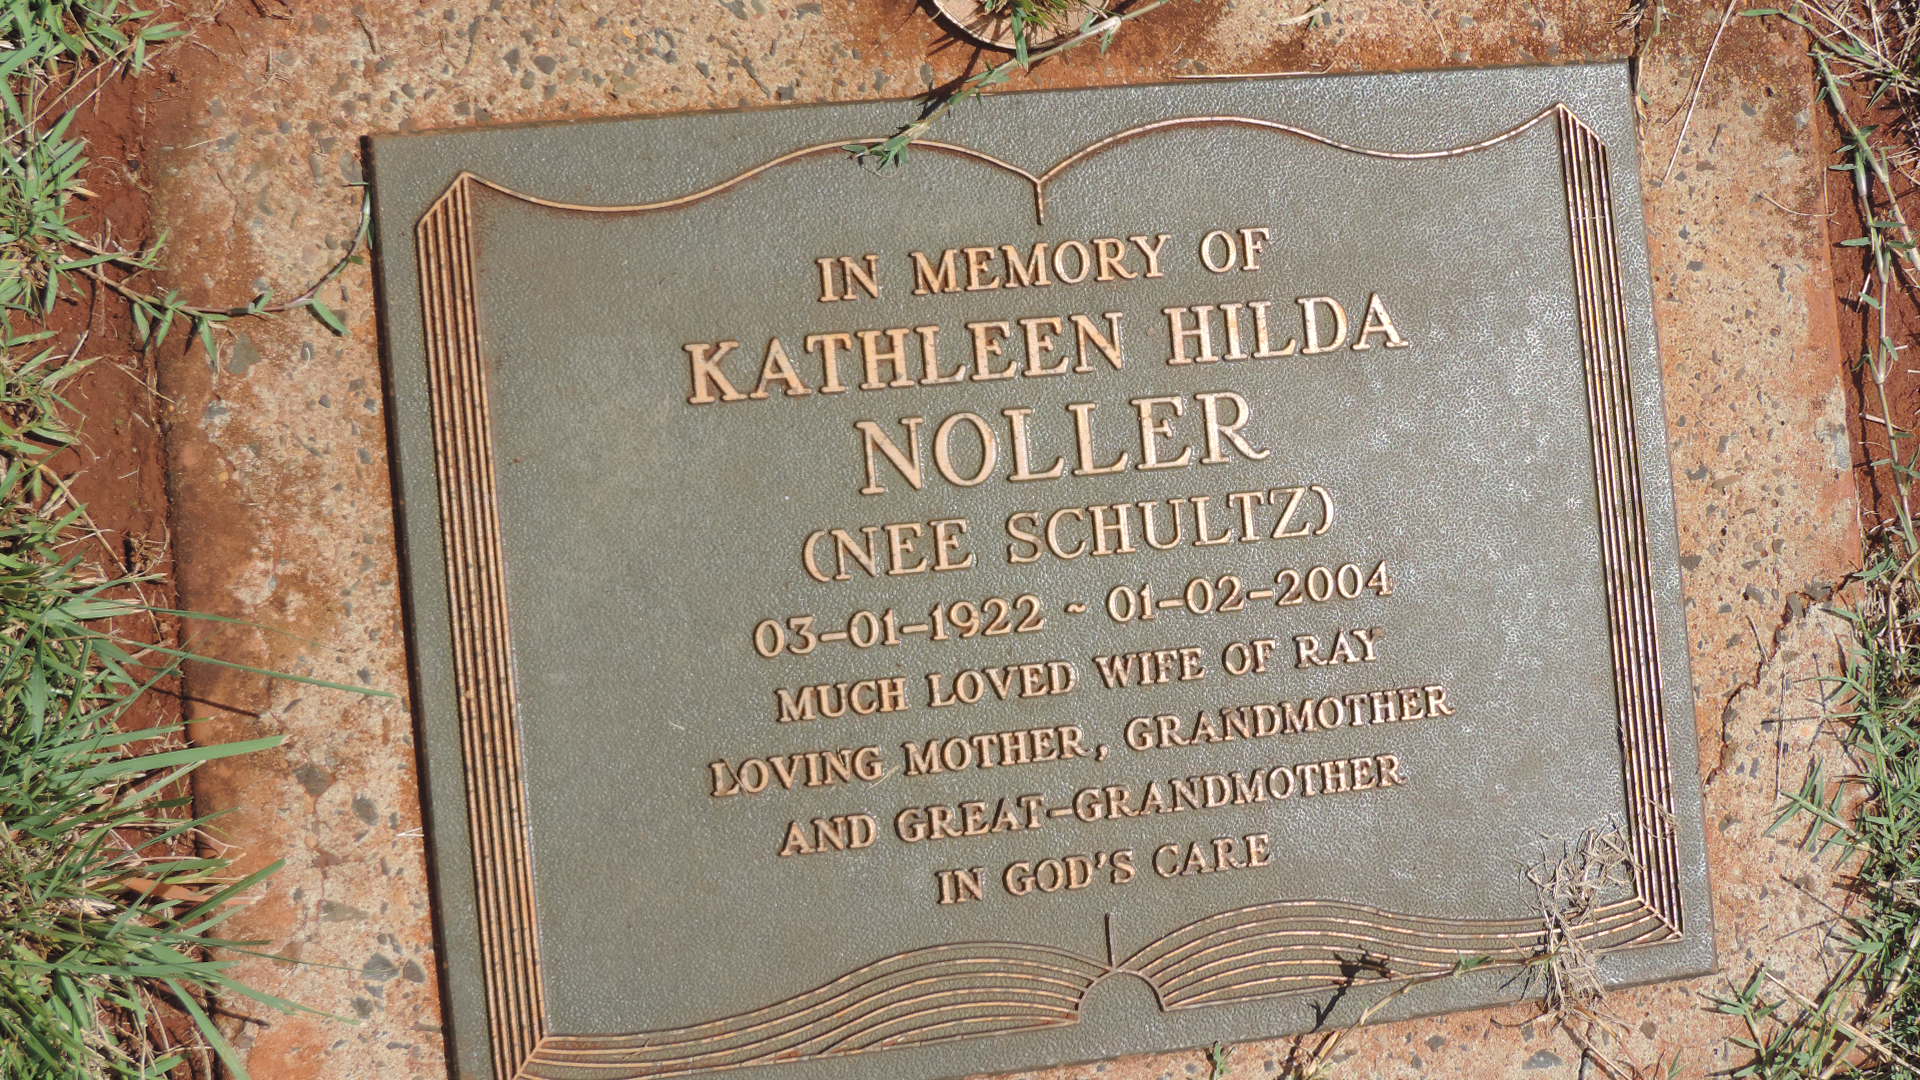 IN MEMORY OF
KATHLEEN HILDA
NOLLER
(NEE SCHULTZ)
03-01-1922 ~ 01-02-2004
MUCH LOVED WIFE OF RAY
LOVING MOTHER, GRANDMOTHER
AND GREAT-GRANDMOTHER
IN GOD'S CARE